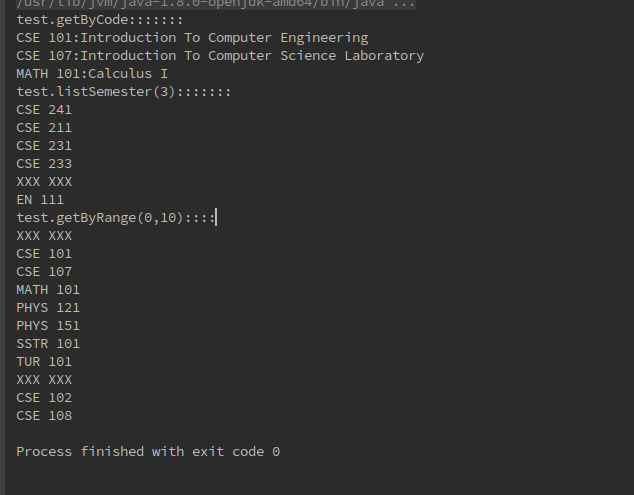 /usr/lib/jvm/java-1.8.0-openjdk-amd64/bin/java ...
test.getByCode:::::::
CSE 101:Introduction To Computer Engineering
CSE 107:Introduction To Computer Science Laboratory
MATH 101:Calculus I
test.listSemester(3):::::::
CSE 241
CSE 211
CSE 231
CSE 233
XXX XXX
EN 111
test.getByRange(0,10)::::
XXX XXX
CSE 101
CSE 107
MATH 101
PHYS 121
PHYS 151
SSTR 101
TUR 101
XXX XXX
CSE 102
CSE 108
Process finished with exit code 0